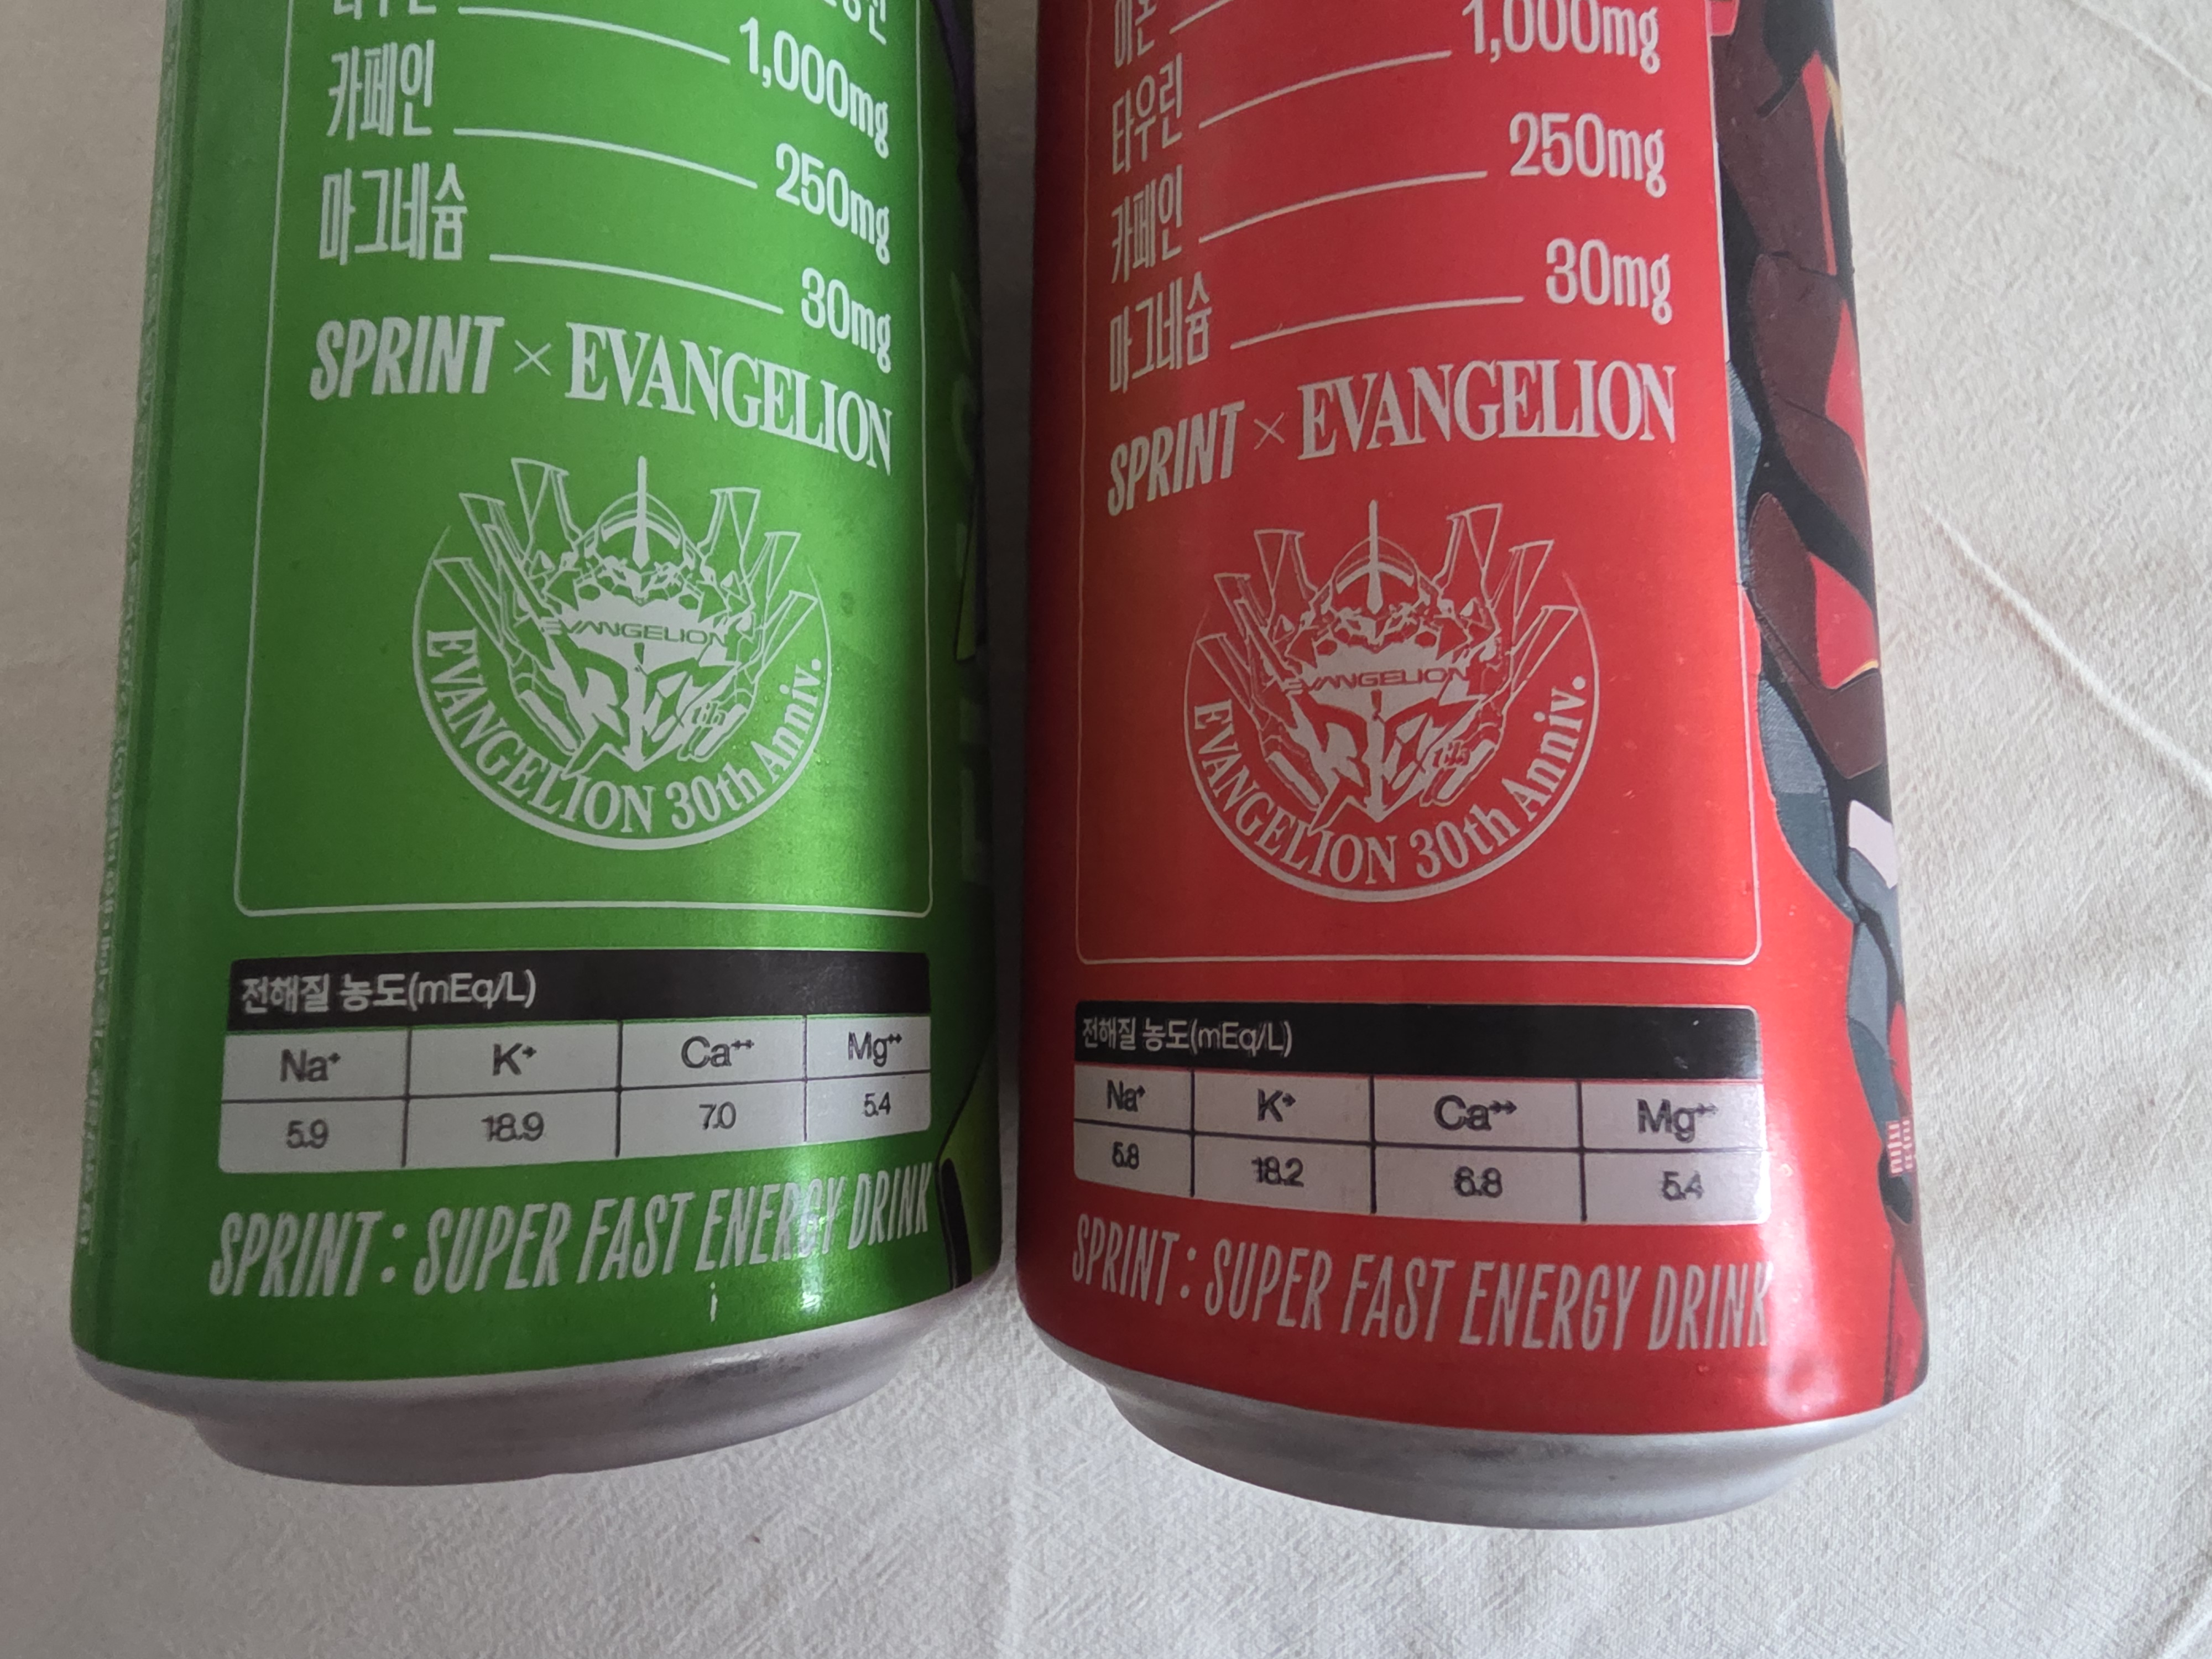 1,000mg
카페인
250mg
마그네슘
30mg
SPRINT × EVANGELION
EVANGELION
30th
EVANGELION 30th Anniv.
전해질 농도(mEq/L)
Na⁺ K⁺ Ca⁺⁺ Mg⁺⁺
5.9 18.9 7.0 5.4
SPRINT : SUPER FAST ENERGY DRINK
1,000mg
타우린
250mg
카페인
30mg
마그네슘
SPRINT × EVANGELION
EVANGELION
30th
EVANGELION 30th Anniv.
전해질 농도(mEq/L)
Na⁺ K⁺ Ca⁺⁺ Mg⁺⁺
5.8 18.2 6.8 5.4
SPRINT : SUPER FAST ENERGY DRINK